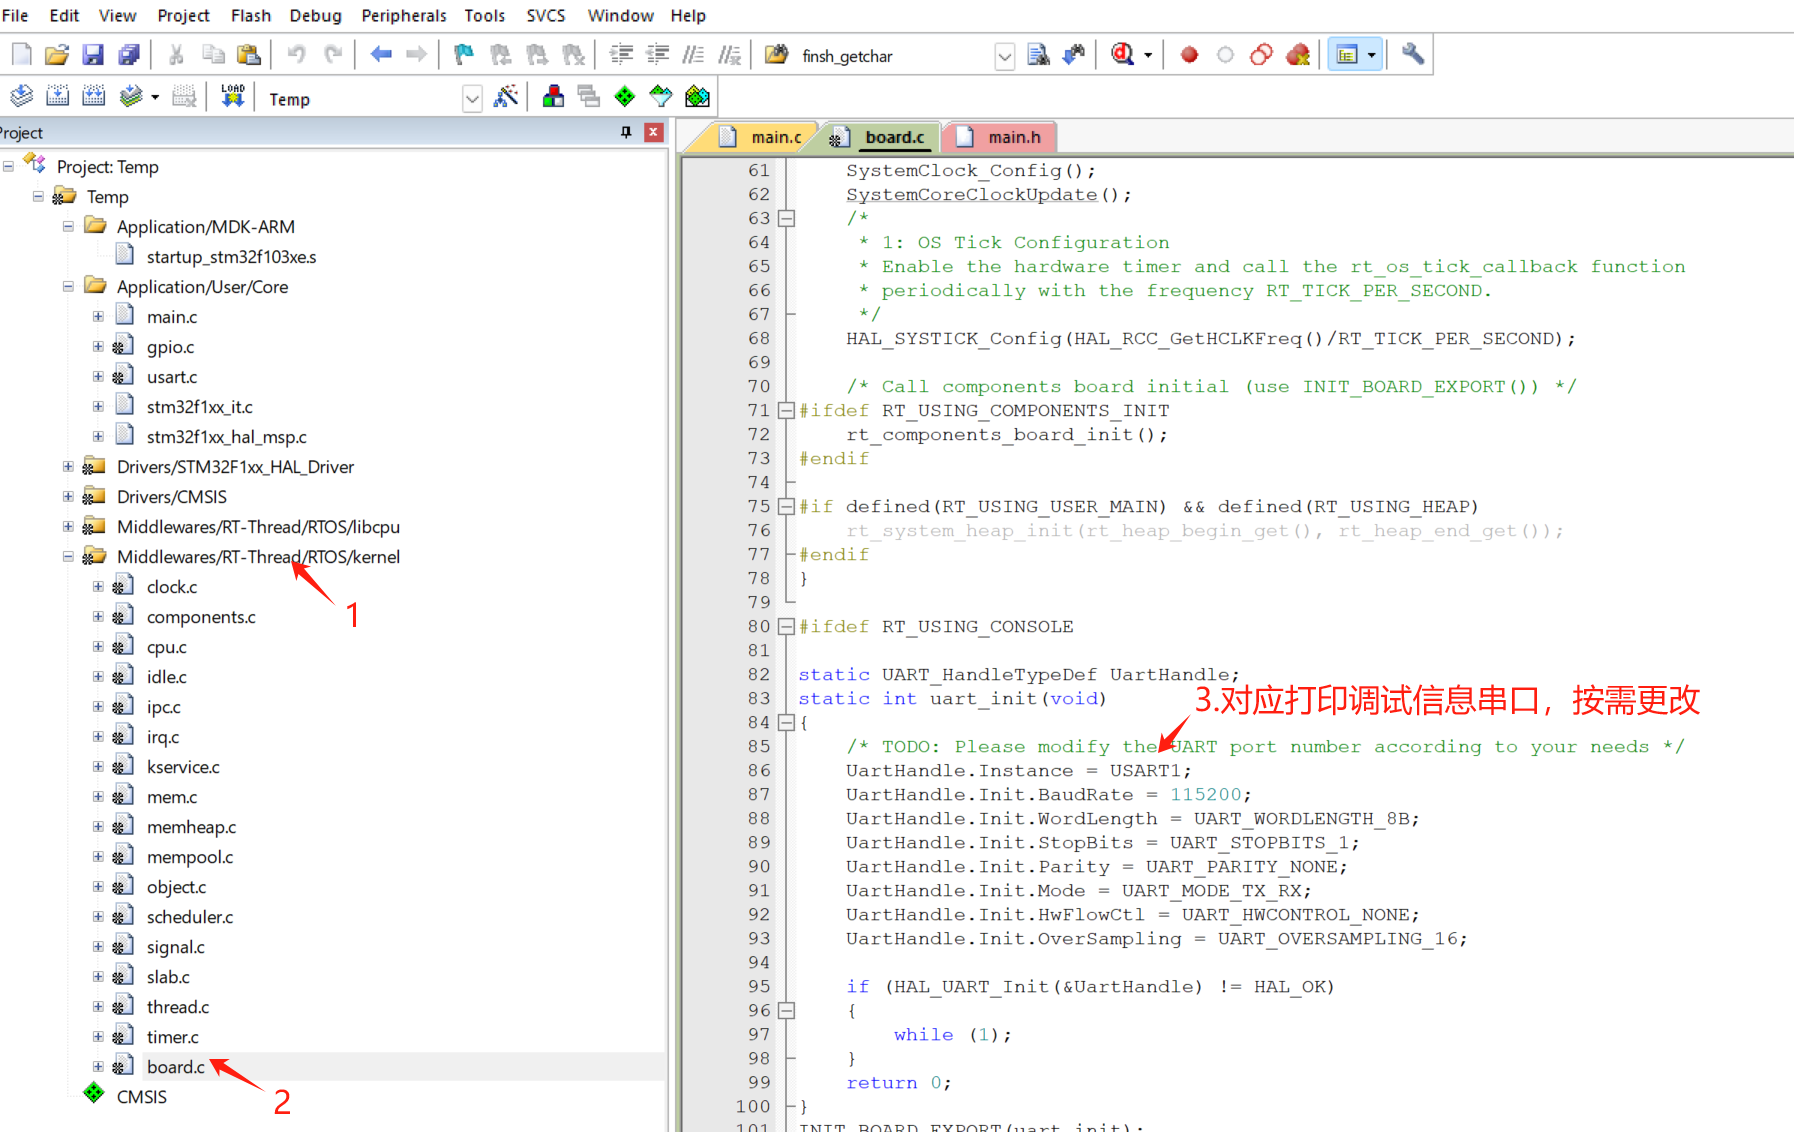 File Edit View Project Flash Debug Peripherals Tools SVCS Window Help
finsh_getchar
LOAD Temp
Project
Project: Temp
Temp
Application/MDK-ARM
startup_stm32f103xe.s
Application/User/Core
main.c
gpio.c
usart.c
stm32f1xx_it.c
stm32f1xx_hal_msp.c
Drivers/STM32F1xx_HAL_Driver
Drivers/CMSIS
Middlewares/RT-Thread/RTOS/libcpu
Middlewares/RT-Thread/RTOS/kernel
clock.c
1
components.c
cpu.c
idle.c
ipc.c
irq.c
kservice.c
mem.c
memheap.c
mempool.c
object.c
scheduler.c
signal.c
slab.c
thread.c
timer.c
board.c
2
CMSIS
main.c board.c main.h
61 SystemClock_Config();
62 SystemCoreClockUpdate();
63 /*
64 * 1: OS Tick Configuration
65 * Enable the hardware timer and call the rt_os_tick_callback function
66 * periodically with the frequency RT_TICK_PER_SECOND.
67 */
68 HAL_SYSTICK_Config(HAL_RCC_GetHCLKFreq()/RT_TICK_PER_SECOND);
69
70 /* Call components board initial (use INIT_BOARD_EXPORT()) */
71 #ifdef RT_USING_COMPONENTS_INIT
72 rt_components_board_init();
73 #endif
74
75 #if defined(RT_USING_USER_MAIN) && defined(RT_USING_HEAP)
76 rt_system_heap_init(rt_heap_begin_get(), rt_heap_end_get());
77 #endif
78 }
79
80 #ifdef RT_USING_CONSOLE
81
82 static UART_HandleTypeDef UartHandle;
83 static int uart_init(void)
3.对应打印调试信息串口，按需更改
84 {
85 /* TODO: Please modify the UART port number according to your needs */
86 UartHandle.Instance = USART1;
87 UartHandle.Init.BaudRate = 115200;
88 UartHandle.Init.WordLength = UART_WORDLENGTH_8B;
89 UartHandle.Init.StopBits = UART_STOPBITS_1;
90 UartHandle.Init.Parity = UART_PARITY_NONE;
91 UartHandle.Init.Mode = UART_MODE_TX_RX;
92 UartHandle.Init.HwFlowCtl = UART_HWCONTROL_NONE;
93 UartHandle.Init.OverSampling = UART_OVERSAMPLING_16;
94
95 if (HAL_UART_Init(&UartHandle) != HAL_OK)
96 {
97 while (1);
98 }
99 return 0;
100 }
101 INIT_BOARD_EXPORT(uart_init);